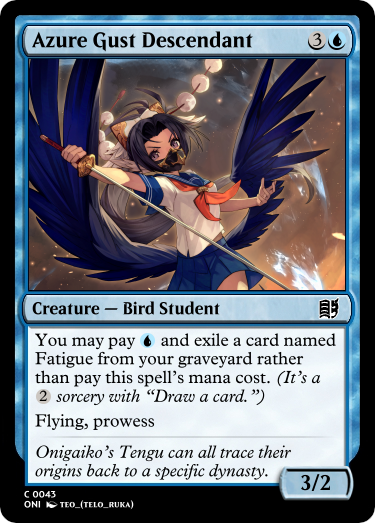 Azure Gust Descendant 3
Creature — Bird Student
You may pay and exile a card named
Fatigue from your graveyard rather
than pay this spell's mana cost. (It's a
2 sorcery with “Draw a card.”)
Flying, prowess
Onigaiko's Tengu can all trace their
origins back to a specific dynasty.
3/2
C 0043
ONI TEO_(TELO_RUKA)